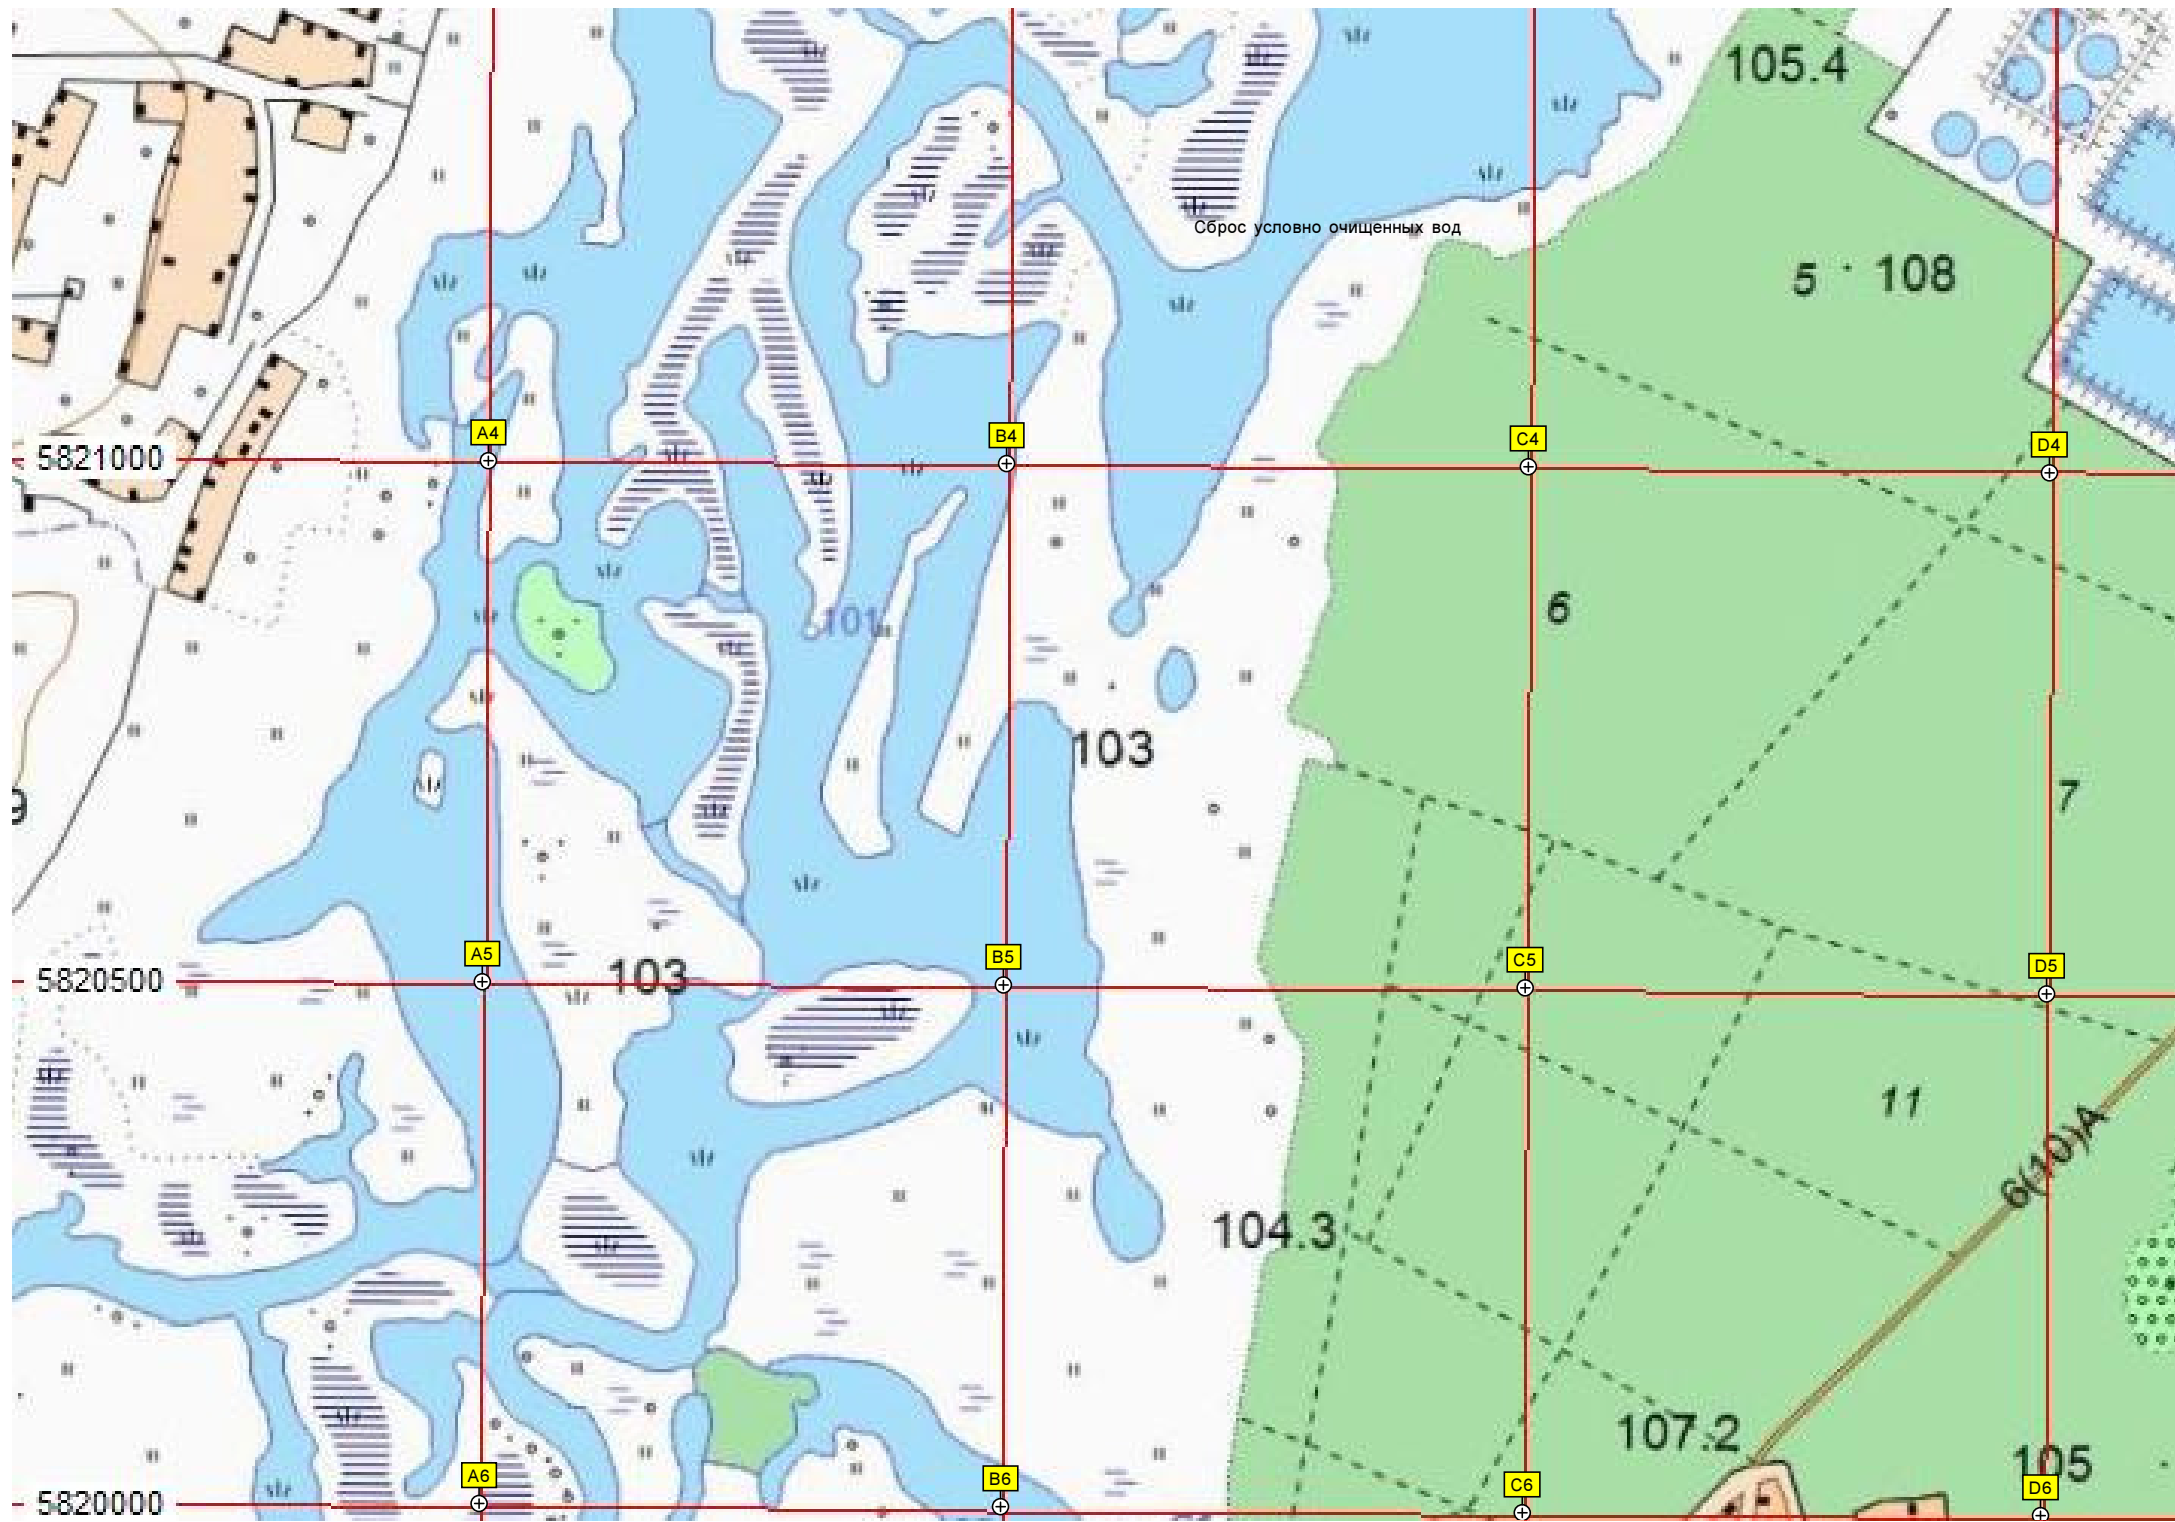 105.4
Сброс условно очищенных вод
5 108
A4
B4
C4
D4
5821000
6
101
103
7
9
A5
B5
C5
D5
5820500
103
11
6(10)А
104.3
107.2
105
A6
B6
C6
D6
5820000